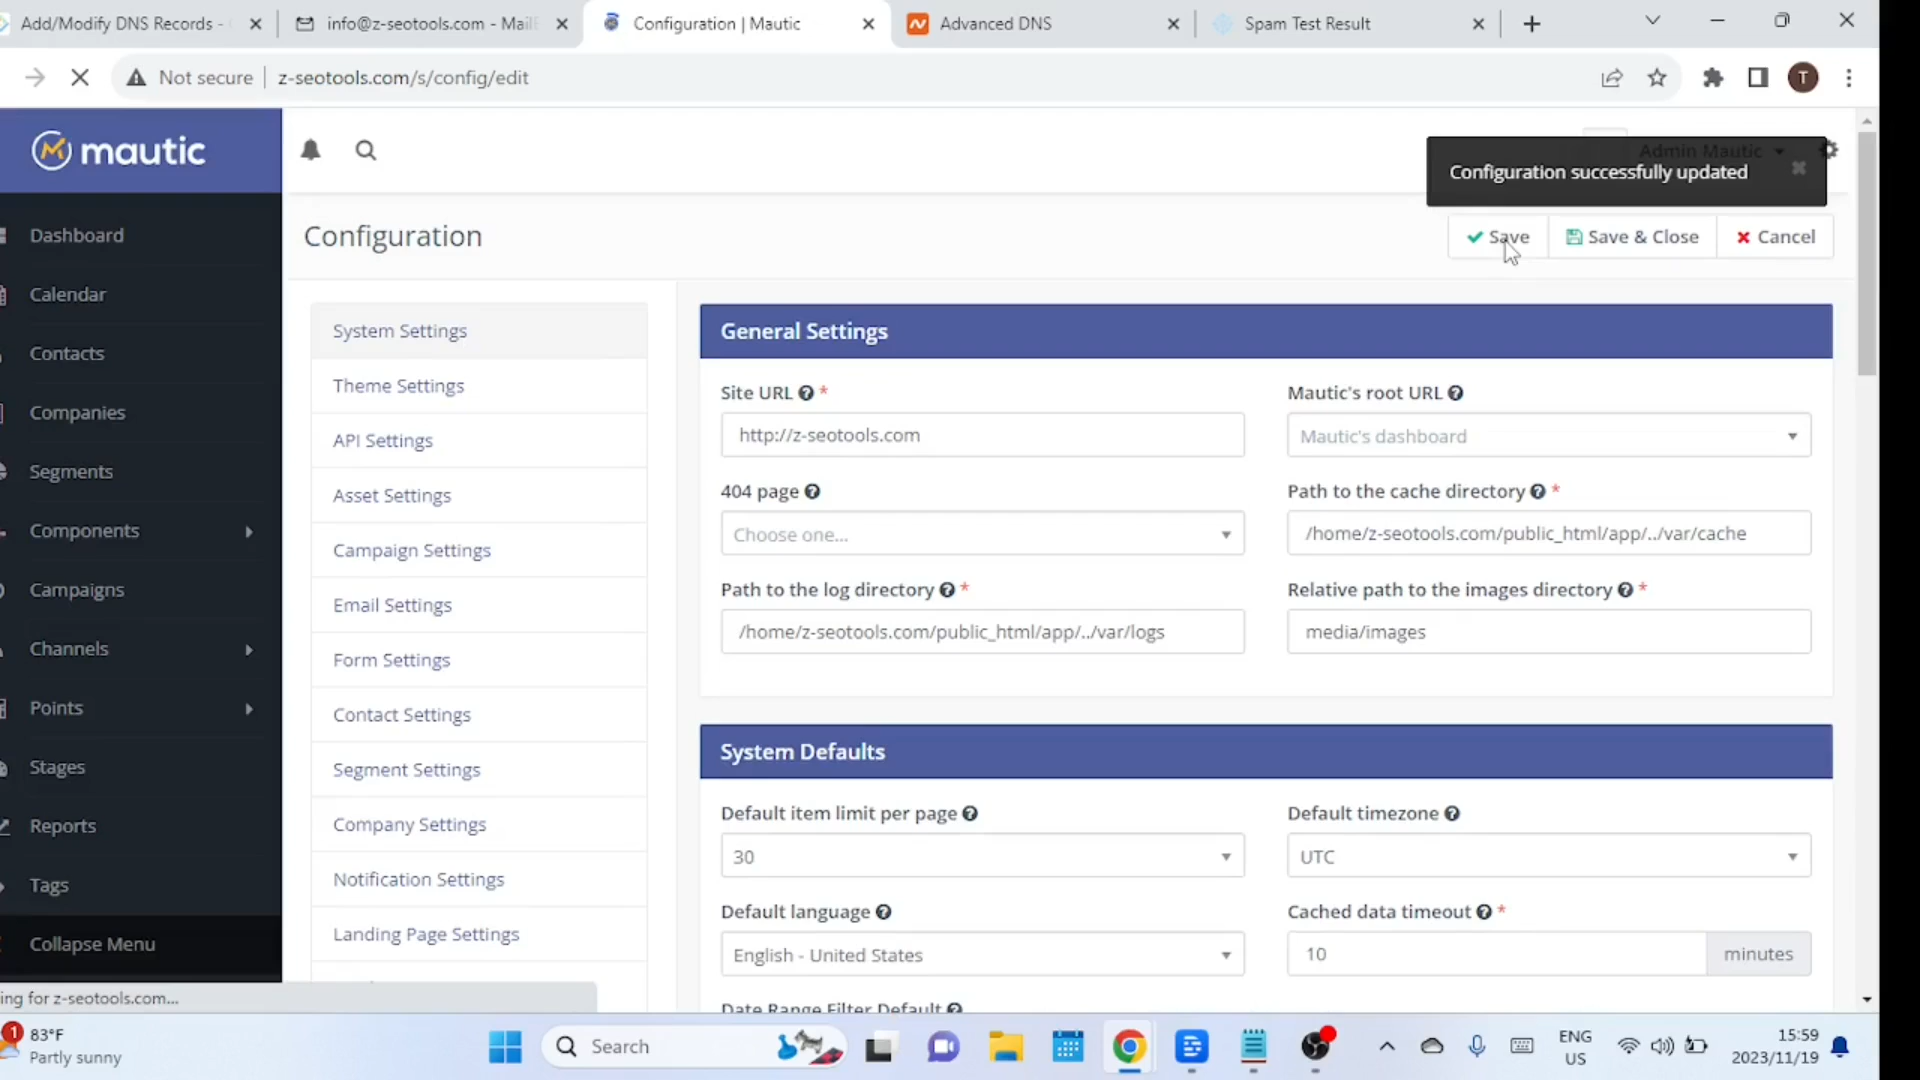 Add/Modify DNS Records -
info@z-seotools.com - Mail
Configuration | Mautic
Advanced DNS
Spam Test Result
Not secure
z-seotools.com/s/config/edit
T
mautic
Admin Mautic
Configuration successfully updated
Configuration
Save
Save & Close
Cancel
Dashboard
Calendar
Contacts
Companies
Segments
Components
Campaigns
Channels
Points
Stages
Reports
Tags
Collapse Menu
System Settings
Theme Settings
API Settings
Asset Settings
Campaign Settings
Email Settings
Form Settings
Contact Settings
Segment Settings
Company Settings
Notification Settings
Landing Page Settings
General Settings
Site URL *
Mautic's root URL
http://z-seotools.com
Mautic's dashboard
404 page
Path to the cache directory *
Choose one...
/home/z-seotools.com/public_html/app/../var/cache
Path to the log directory *
Relative path to the images directory *
/home/z-seotools.com/public_html/app/../var/logs
media/images
System Defaults
Default item limit per page
Default timezone
30
UTC
Default language
Cached data timeout *
English - United States
10
minutes
Date Range Filter Default
ing for z-seotools.com...
1
83°F
Partly sunny
Search
ENG
US
15:59
2023/11/19